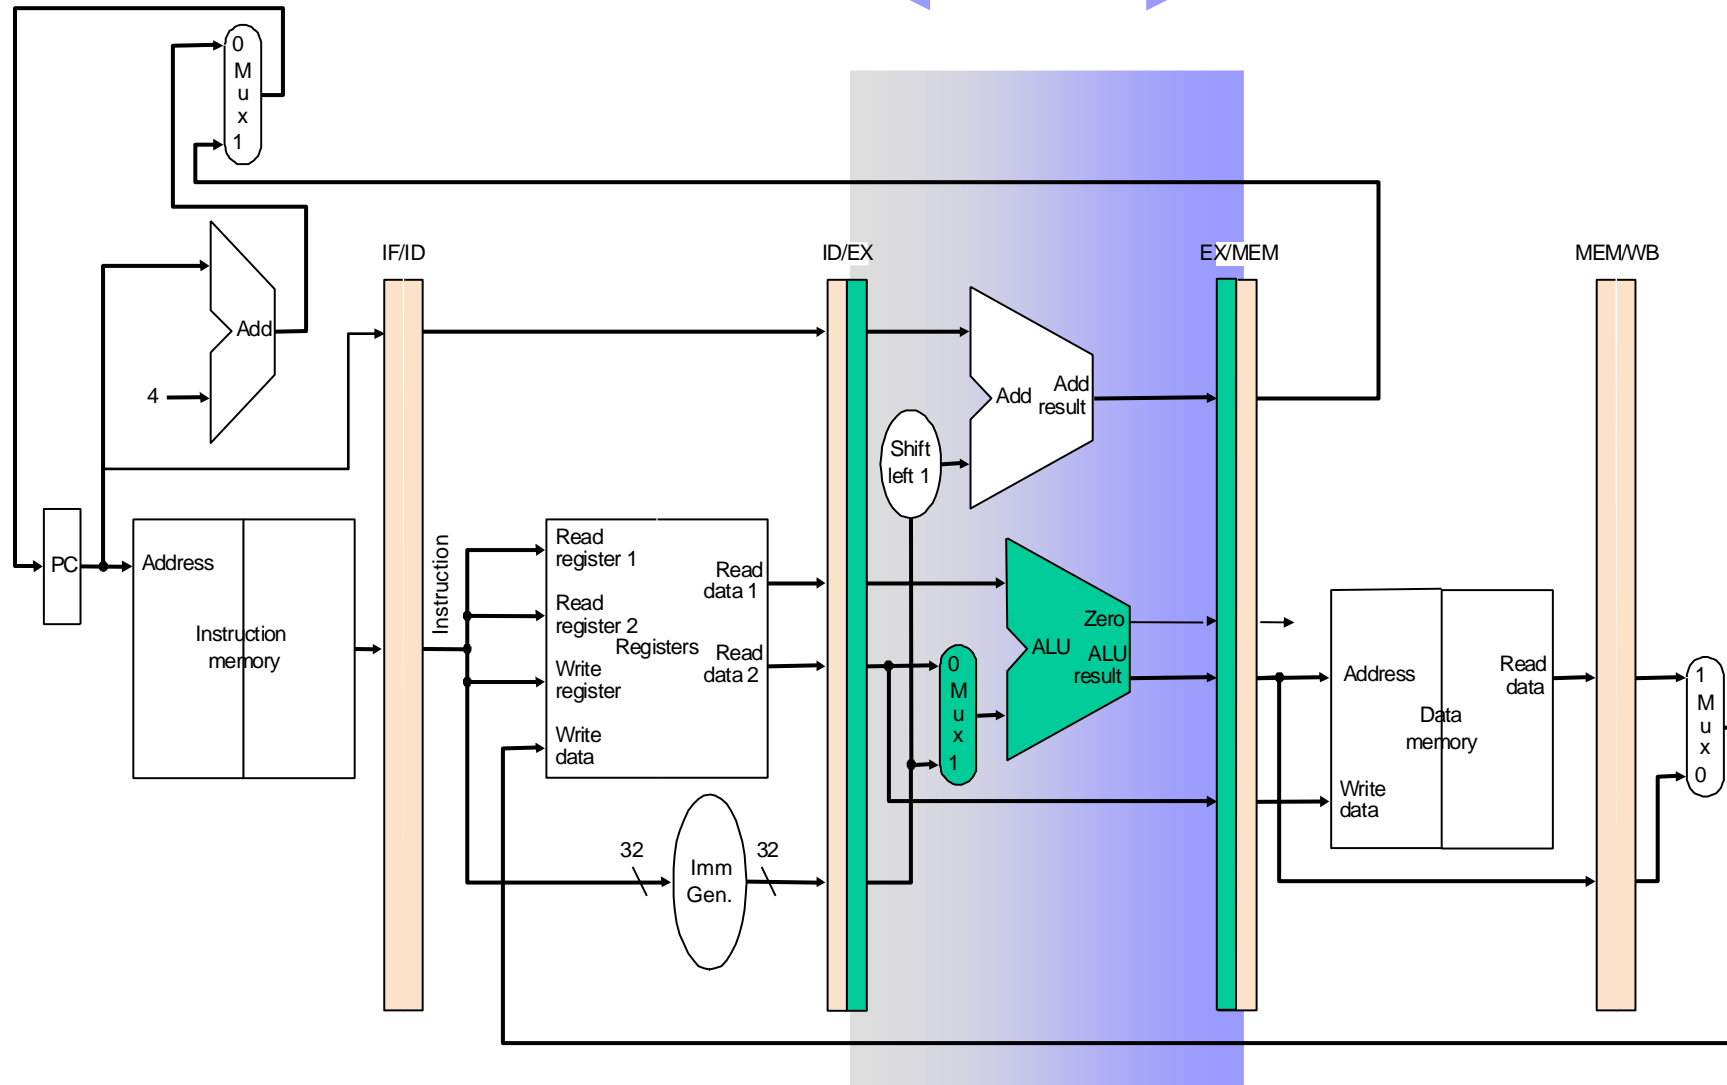 0
M
u
x
1
IF/ID
ID/EX
EX/MEM
MEM/WB
Add
4
Add
Add
result
Shift
left 1
PC
Address
Instruction
memory
Instruction
Read
register 1
Read
register 2
Registers
Write
register
Write
data
Read
data 1
Read
data 2
0
M
u
x
1
Zero
ALU
ALU
result
Address
Read
data
Data
memory
Write
data
1
M
u
x
0
32
Imm
Gen.
32